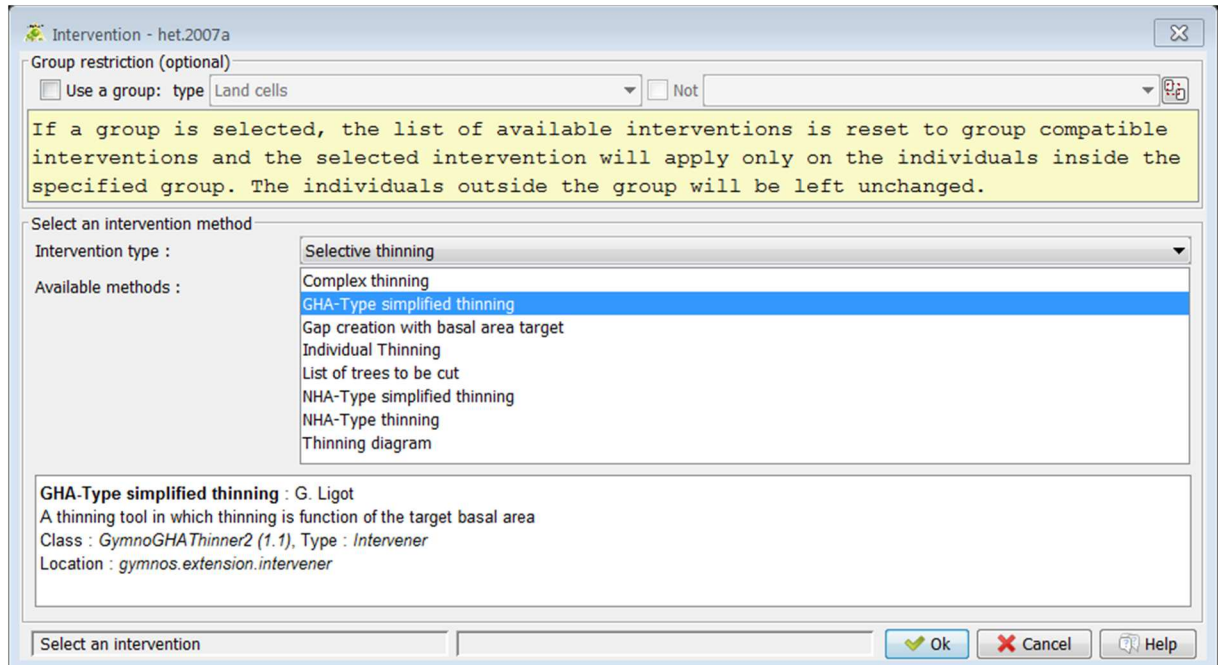 Intervention - het.2007a
Group restriction (optional)
Use a group: type Land cells Not
If a group is selected, the list of available interventions is reset to group compatible
interventions and the selected intervention will apply only on the individuals inside the
specified group. The individuals outside the group will be left unchanged.
Select an intervention method
Intervention type : Selective thinning
Available methods : Complex thinning
GHA-Type simplified thinning
Gap creation with basal area target
Individual Thinning
List of trees to be cut
NHA-Type simplified thinning
NHA-Type thinning
Thinning diagram
GHA-Type simplified thinning : G. Ligot
A thinning tool in which thinning is function of the target basal area
Class : GymnoGHAThinner2 (1.1), Type : Intervener
Location : gymnos.extension.intervener
Select an intervention Ok Cancel Help